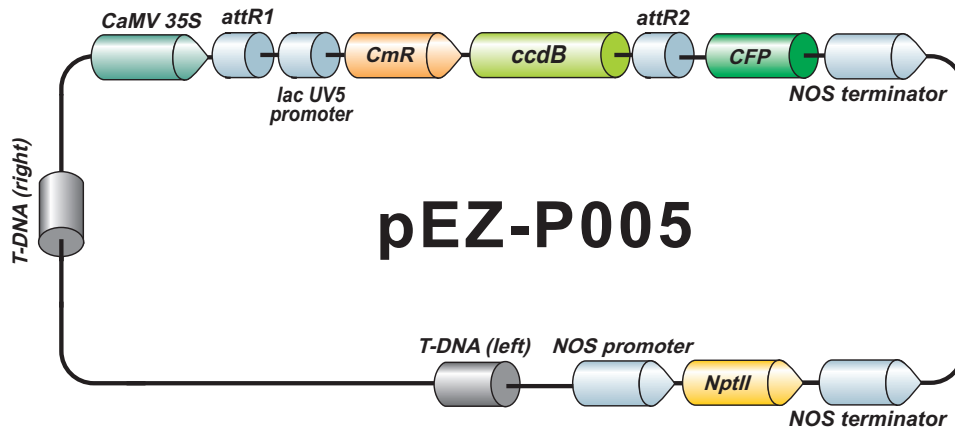 CaMV 35S
attR1
lac UV5
promoter
CmR
ccdB
attR2
CFP
NOS terminator
T-DNA (right)
pEZ-P005
T-DNA (left)
NOS promoter
NptII
NOS terminator